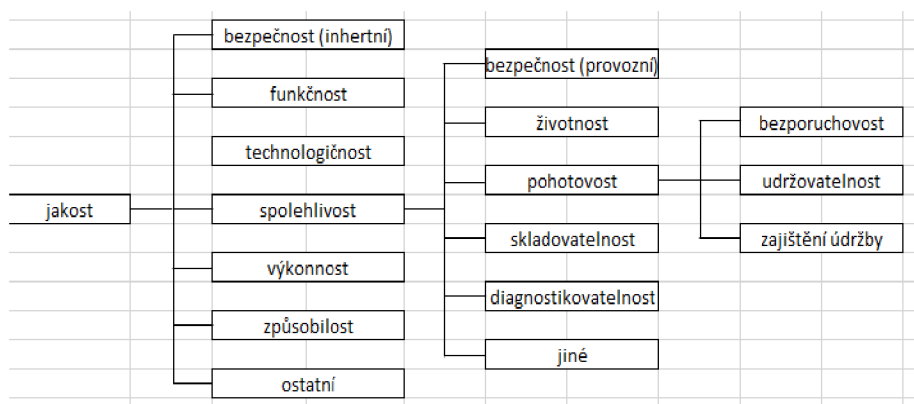 jakost
bezpečnost (inhertní)
funkčnost
technologičnost
spolehlivost
výkonnost
způsobilost
ostatní
bezpečnost (provozní)
životnost
pohotovost
skladovatelnost
diagnostikovatelnost
jiné
bezporuchovost
udržovatelnost
zajištění údržby